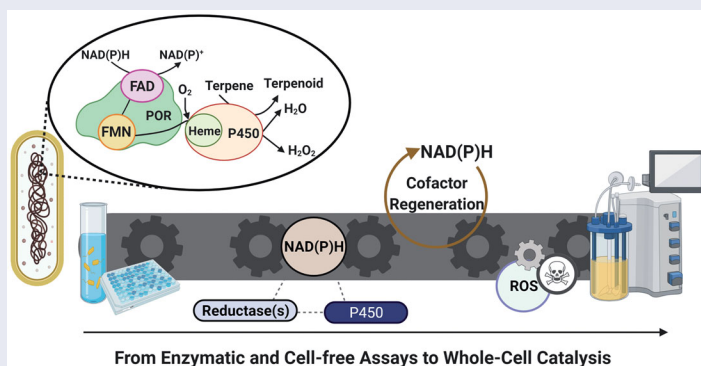 NAD(P)H
NAD(P)⁺
FAD
POR
FMN
O₂
Terpene
Terpenoid
H₂O
Heme
P450
H₂O₂
NAD(P)H
Cofactor
Regeneration
NAD(P)H
ROS
Reductase(s)
P450
From Enzymatic and Cell-free Assays to Whole-Cell Catalysis